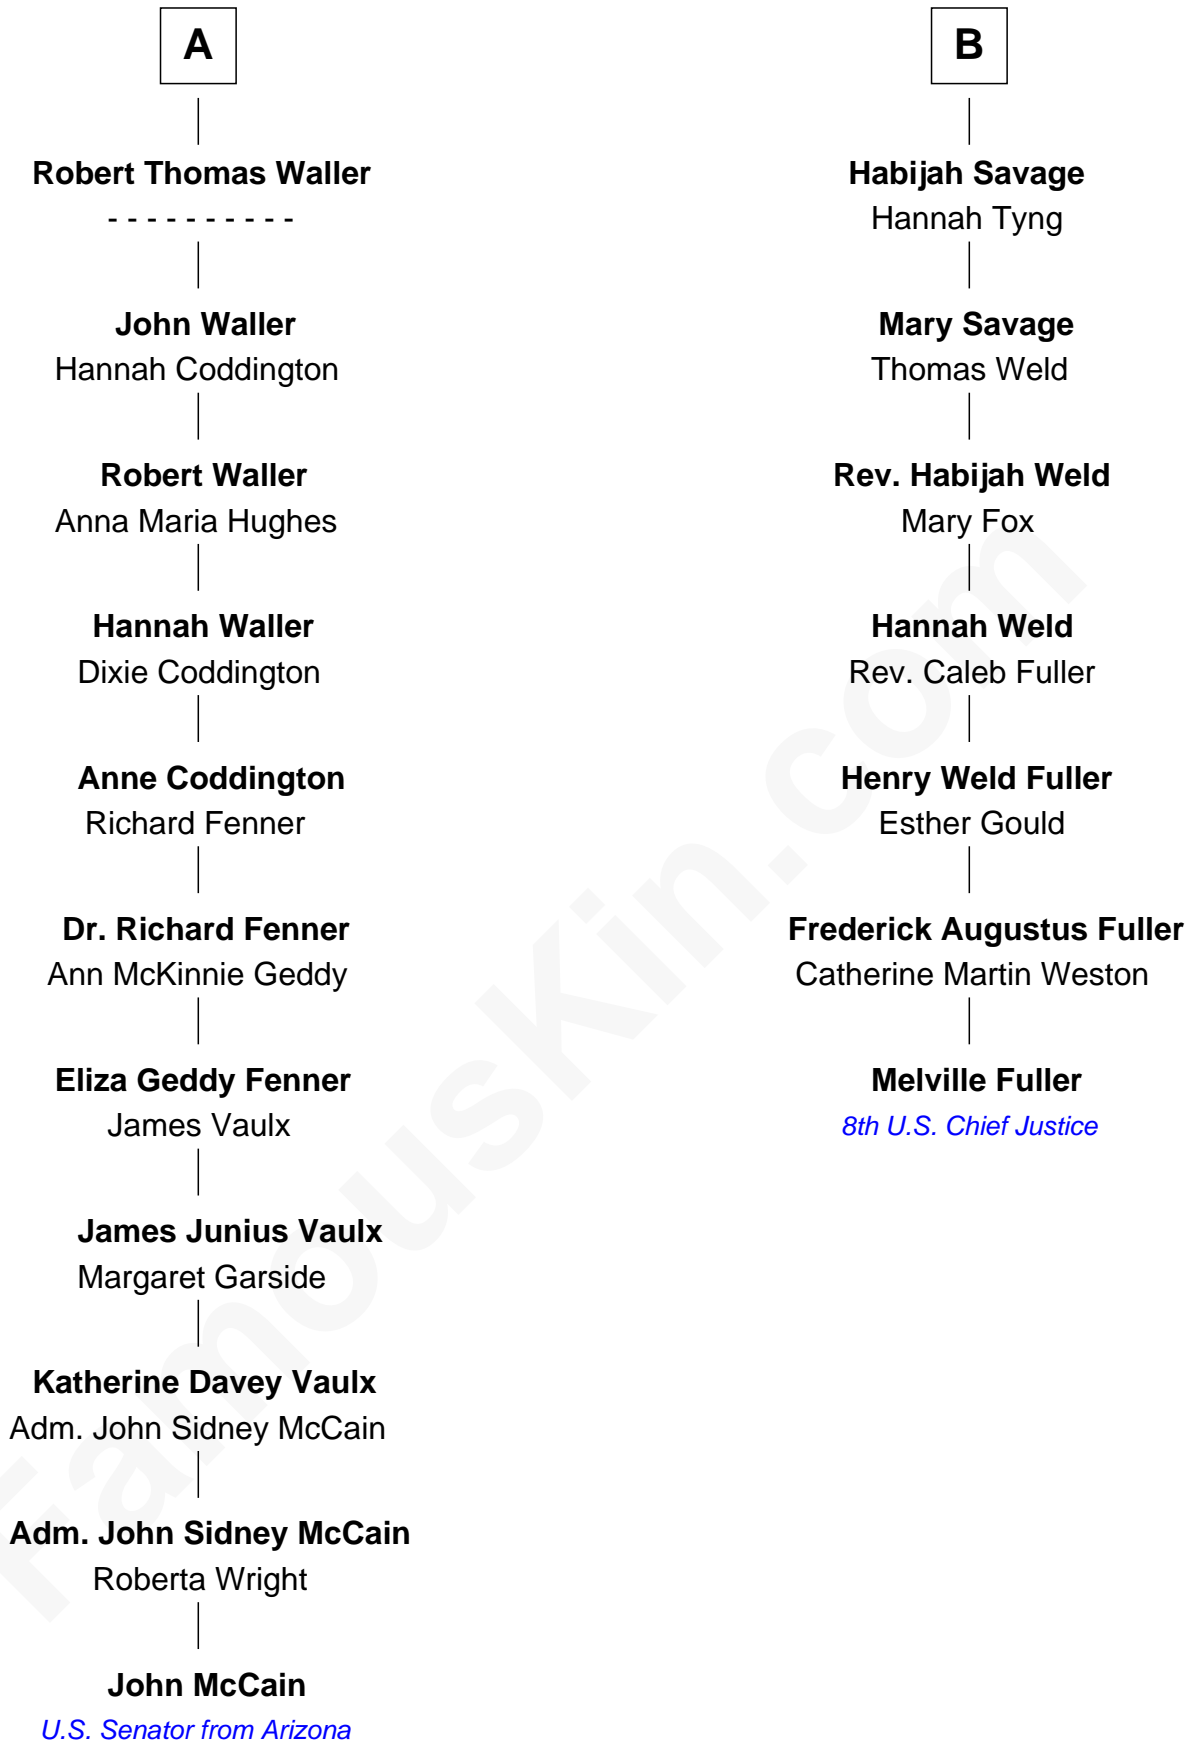 A
Robert Thomas Waller
- - - - - - - - - -
John Waller
Hannah Coddington
Robert Waller
Anna Maria Hughes
Hannah Waller
Dixie Coddington
Anne Coddington
Richard Fenner
Dr. Richard Fenner
Ann McKinnie Geddy
Eliza Geddy Fenner
James Vaulx
James Junius Vaulx
Margaret Garside
Katherine Davey Vaulx
Adm. John Sidney McCain
Adm. John Sidney McCain
Roberta Wright
John McCain
U.S. Senator from Arizona
B
Habijah Savage
Hannah Tyng
Mary Savage
Thomas Weld
Rev. Habijah Weld
Mary Fox
Hannah Weld
Rev. Caleb Fuller
Henry Weld Fuller
Esther Gould
Frederick Augustus Fuller
Catherine Martin Weston
Melville Fuller
8th U.S. Chief Justice
FamousKin.com